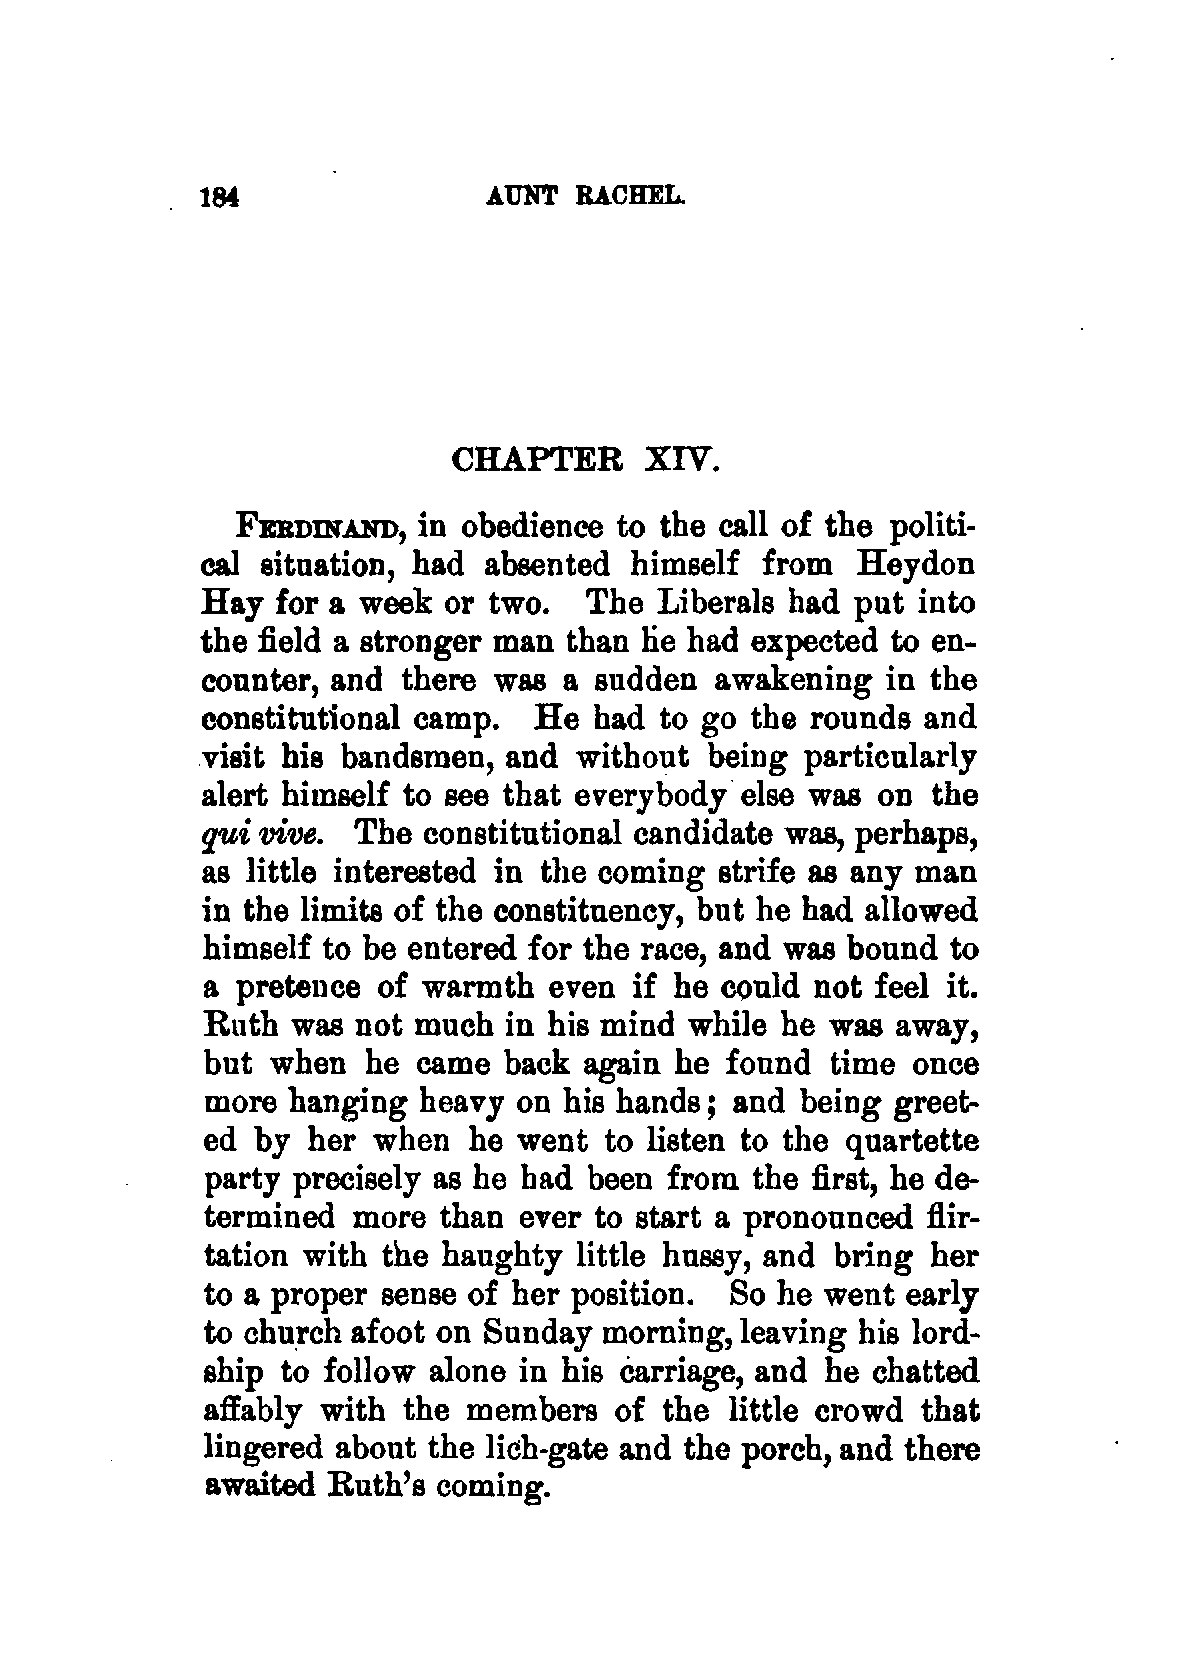 184 AUNT RACHEL.
CHAPTER XIV.
FERDINAND, in obedience to the call of the politi-
cal situation, had absented himself from Heydon
Hay for a week or two. The Liberals had put into
the field a stronger man than he had expected to en-
counter, and there was a sudden awakening in the
constitutional camp. He had to go the rounds and
visit his bandsmen, and without being particularly
alert himself to see that everybody else was on the
qui vive. The constitutional candidate was, perhaps,
as little interested in the coming strife as any man
in the limits of the constituency, but he had allowed
himself to be entered for the race, and was bound to
a pretence of warmth even if he could not feel it.
Ruth was not much in his mind while he was away,
but when he came back again he found time once
more hanging heavy on his hands; and being greet-
ed by her when he went to listen to the quartette
party precisely as he had been from the first, he de-
termined more than ever to start a pronounced flir-
tation with the haughty little hussy, and bring her
to a proper sense of her position. So he went early
to church afoot on Sunday morning, leaving his lord-
ship to follow alone in his carriage, and he chatted
affably with the members of the little crowd that
lingered about the lich-gate and the porch, and there
awaited Ruth's coming.